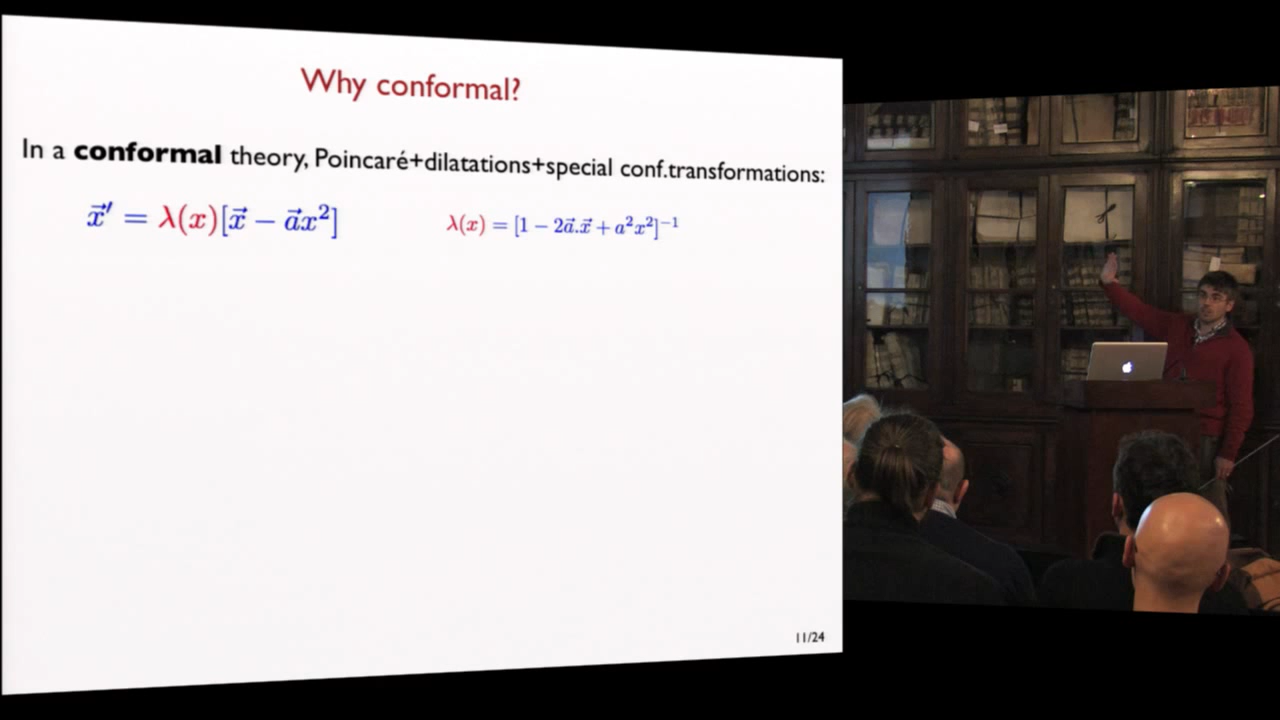 Why conformal?
In a conformal theory, Poincaré+dilatations+special conf.transformations:
x⃗′ = λ(x)[x⃗ − a⃗x²] λ(x) = [1 − 2a⃗.x⃗ + a²x²]⁻¹
11/24